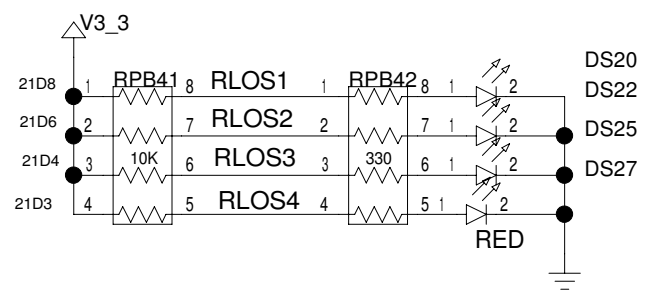 V3_3
DS20
21D8 1 RPB41 8 RLOS1 1 RPB42 8 1 2 DS22
21D6 2 7 RLOS2 2 7 1 2 DS25
21D4 3 10K 6 RLOS3 3 330 6 1 2 DS27
21D3 4 5 RLOS4 4 5 1 2
RED